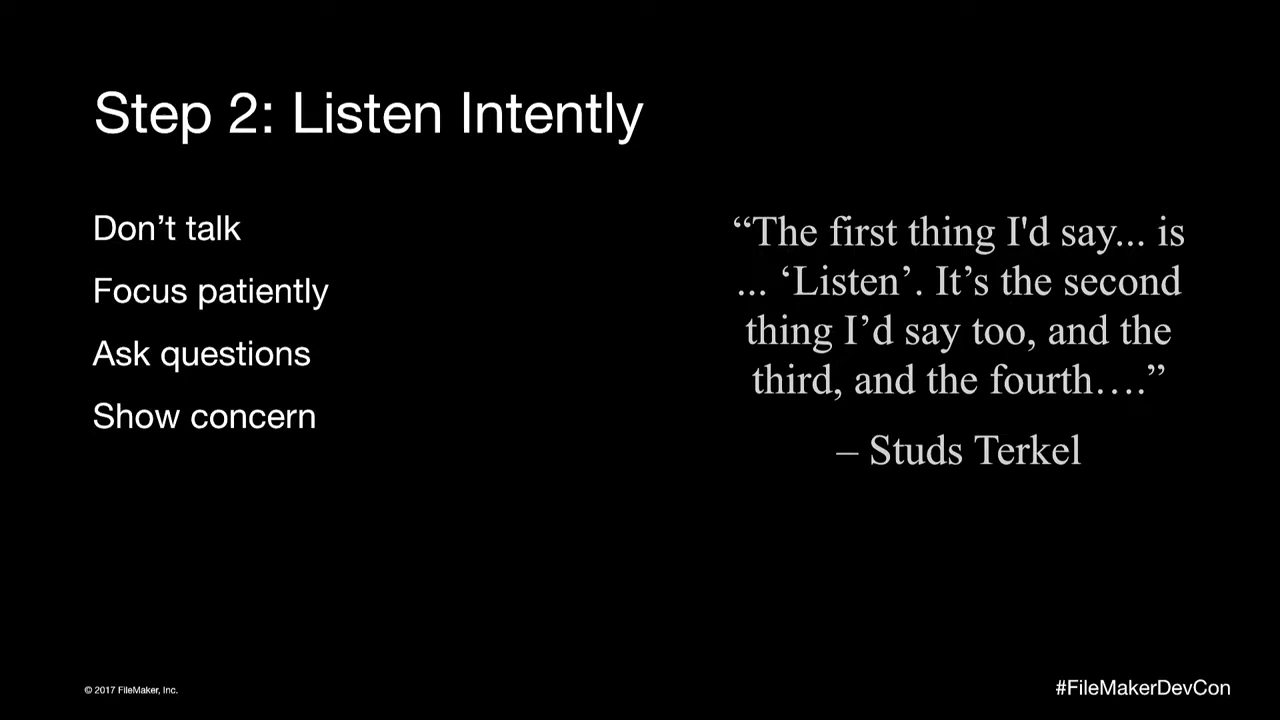 Step 2: Listen Intently
Don’t talk
Focus patiently
Ask questions
Show concern
“The first thing I'd say... is
... ‘Listen’. It’s the second
thing I’d say too, and the
third, and the fourth….”
– Studs Terkel
© 2017 FileMaker, Inc.
#FileMakerDevCon